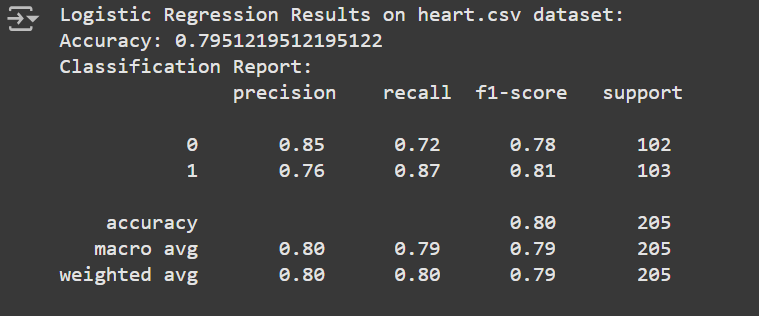 Logistic Regression Results on heart.csv dataset:
Accuracy: 0.7951219512195122
Classification Report:
precision recall f1-score support
0 0.85 0.72 0.78 102
1 0.76 0.87 0.81 103
accuracy 0.80 205
macro avg 0.80 0.79 0.79 205
weighted avg 0.80 0.80 0.79 205